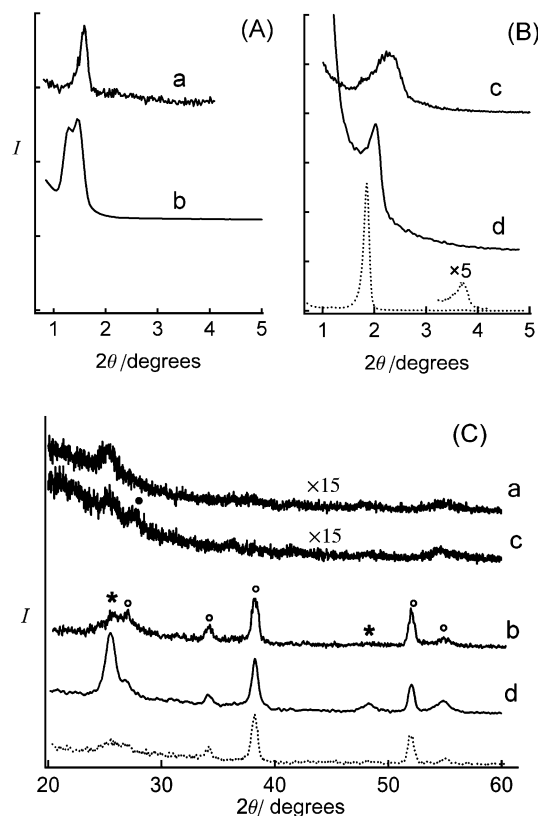 (A)
a
I
b
1 2 3 4 5
2θ /degrees
(B)
c
d
×5
1 2 3 4 5
2θ /degrees
(C)
×15
a
×15
c
I
b
d
20 30 40 50 60
2θ/ degrees